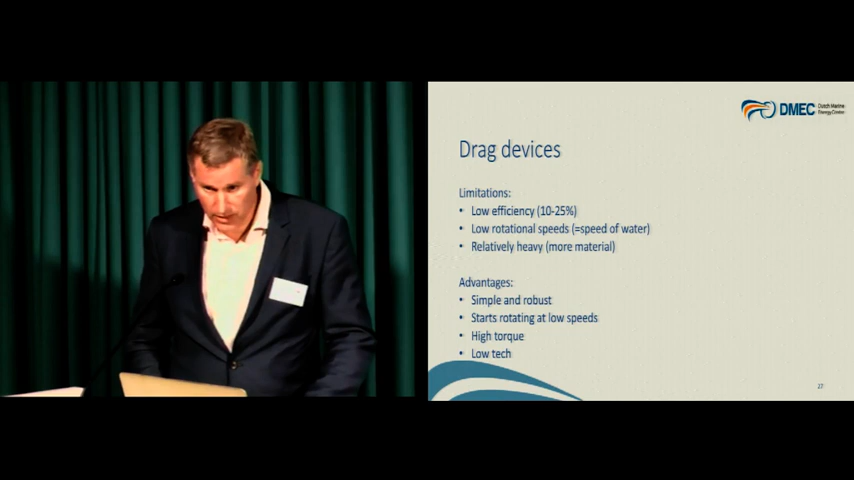 DMEC Dutch Marine
Energy Centre
Drag devices
Limitations:
• Low efficiency (10-25%)
• Low rotational speeds (=speed of water)
• Relatively heavy (more material)
Advantages:
• Simple and robust
• Starts rotating at low speeds
• High torque
• Low tech
27